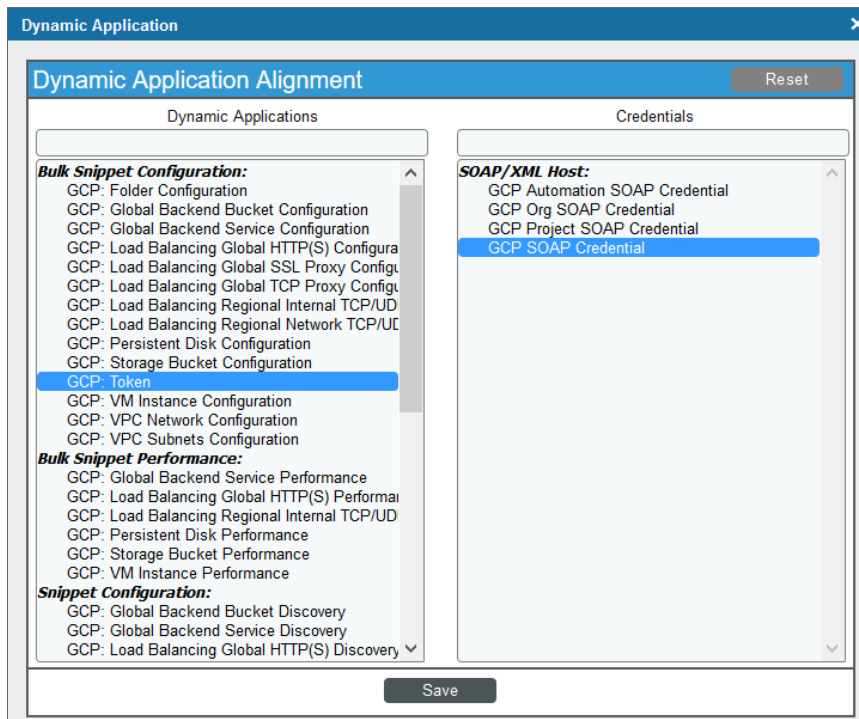 Dynamic Application
Dynamic Application Alignment
Reset
Dynamic Applications
Bulk Snippet Configuration:
GCP: Folder Configuration
GCP: Global Backend Bucket Configuration
GCP: Global Backend Service Configuration
GCP: Load Balancing Global HTTP(S) Configura
GCP: Load Balancing Global SSL Proxy Configu
GCP: Load Balancing Global TCP Proxy Configu
GCP: Load Balancing Regional Internal TCP/UD
GCP: Load Balancing Regional Network TCP/UD
GCP: Persistent Disk Configuration
GCP: Storage Bucket Configuration
GCP: Token
GCP: VM Instance Configuration
GCP: VPC Network Configuration
GCP: VPC Subnets Configuration
Bulk Snippet Performance:
GCP: Global Backend Service Performance
GCP: Load Balancing Global HTTP(S) Performan
GCP: Load Balancing Regional Internal TCP/UD
GCP: Persistent Disk Performance
GCP: Storage Bucket Performance
GCP: VM Instance Performance
Snippet Configuration:
GCP: Global Backend Bucket Discovery
GCP: Global Backend Service Discovery
GCP: Load Balancing Global HTTP(S) Discovery
Credentials
SOAP/XML Host:
GCP Automation SOAP Credential
GCP Org SOAP Credential
GCP Project SOAP Credential
GCP SOAP Credential
Save